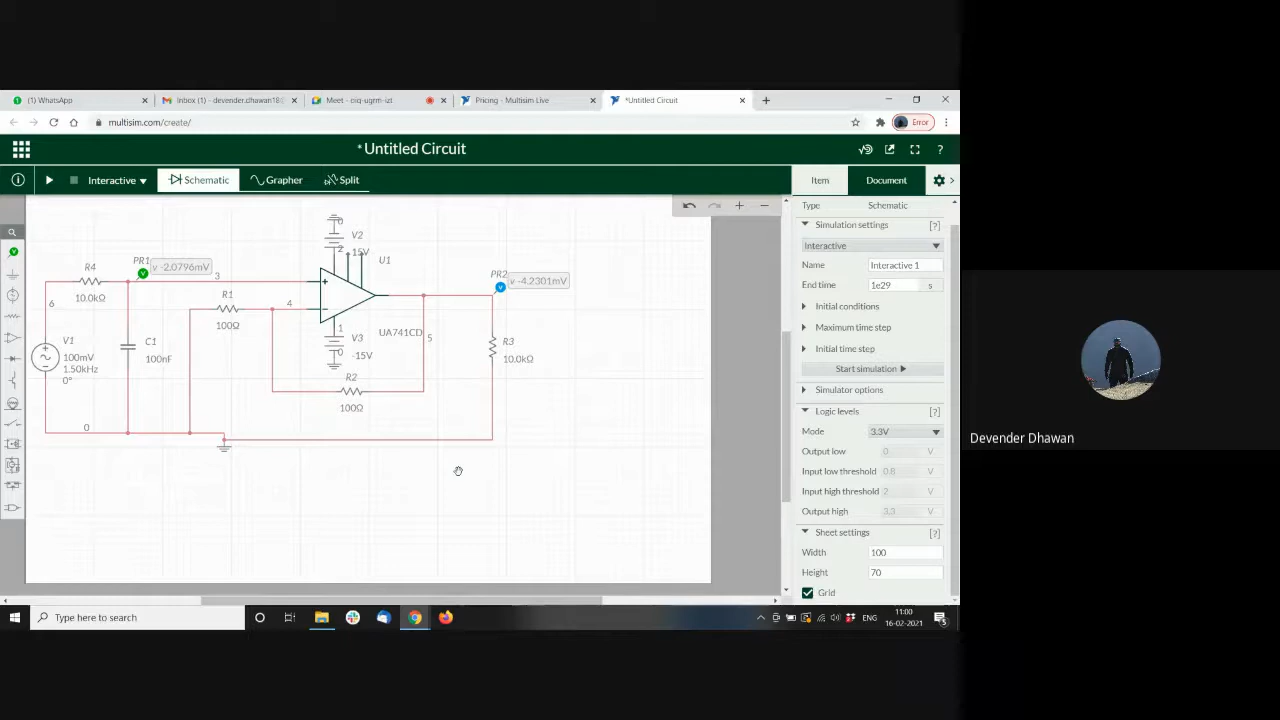 (1) WhatsApp
Inbox (1) - devender.dhawan18@
Meet - oiq-ugrm-izt
Pricing - Multisim Live
*Untitled Circuit
multisim.com/create/
Error
* Untitled Circuit
Interactive
Schematic
Grapher
Split
Item
Document
Type Schematic
Simulation settings [?]
Interactive
Name Interactive 1
End time 1e29 s
Initial conditions
Maximum time step
Initial time step
Start simulation
Simulator options
Logic levels [?]
Mode 3.3V
Output low 0 V
Input low threshold 0.8 V
Input high threshold 2 V
Output high 3.3 V
Sheet settings [?]
Width 100
Height 70
Grid
0
V2
2
15V
U1
PR1
v -2.0796mV
R4
3
10.0kΩ
PR2
v -4.2301mV
6
R1
4
100Ω
1
UA741CD
V3
5
-15V
0
V1
100mV
1.50kHz
0°
C1
100nF
R3
10.0kΩ
R2
100Ω
0
Devender Dhawan
Type here to search
ENG
11:00
16-02-2021
5